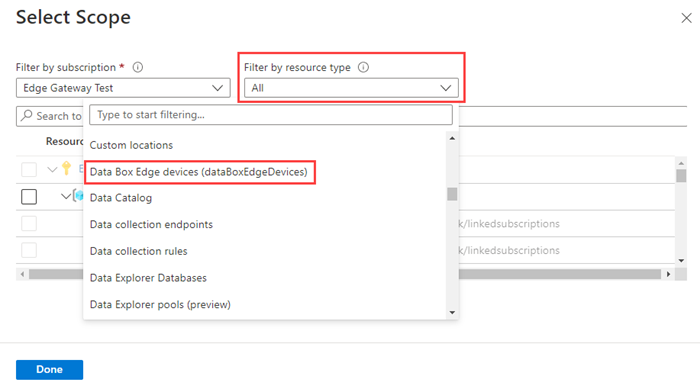 Select Scope
Filter by subscription *
Filter by resource type
Edge Gateway Test
All
Search to
Type to start filtering...
Custom locations
Data Box Edge devices (dataBoxEdgeDevices)
Data Catalog
Data collection endpoints
Data collection rules
Data Explorer Databases
Data Explorer pools (preview)
Resour
E
k/linkedsubscriptions
k/linkedsubscriptions
Done